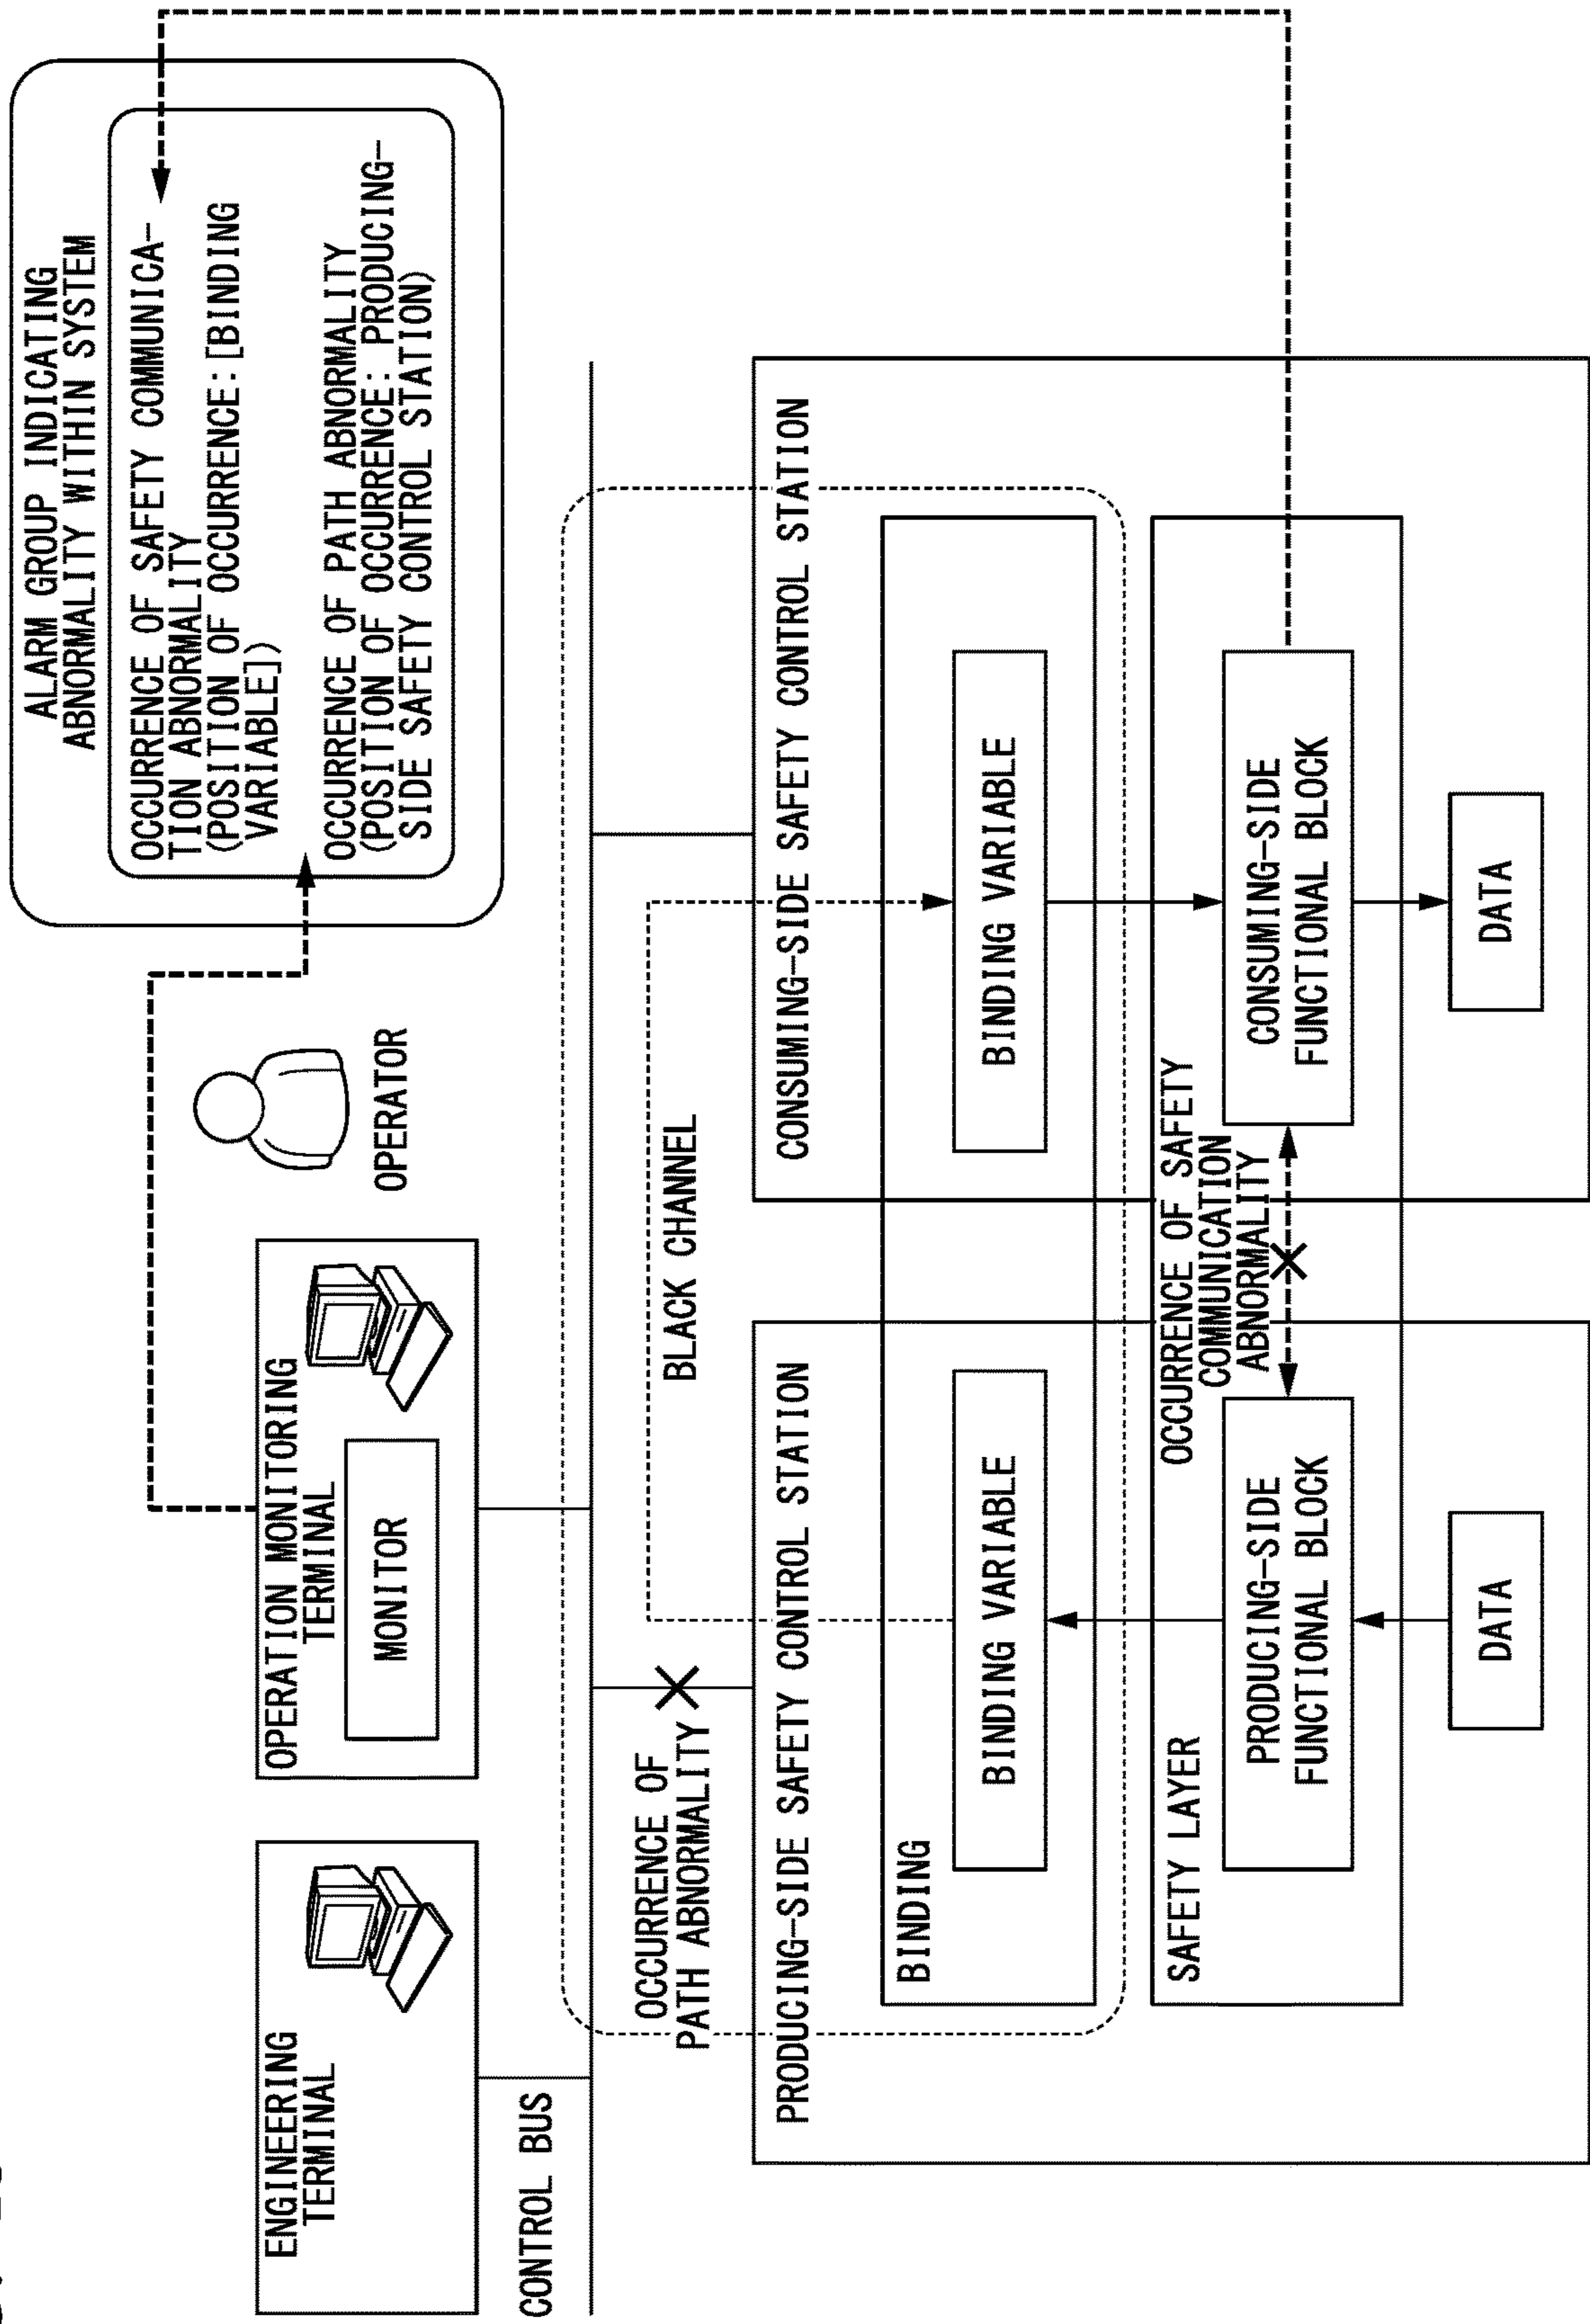 ENGINEERING
TERMINAL
OPERATION MONITORING
TERMINAL
MONITOR
OPERATOR
ALARM GROUP INDICATING
ABNORMALITY WITHIN SYSTEM
OCCURRENCE OF SAFETY COMMUNICA-
TION ABNORMALITY
(POSITION OF OCCURRENCE:[BINDING
VARIABLE])
OCCURRENCE OF PATH ABNORMALITY
(POSITION OF OCCURRENCE: PRODUCING-
SIDE SAFETY CONTROL STATION)
CONTROL BUS
OCCURRENCE OF
PATH ABNORMALITY
BLACK CHANNEL
PRODUCING-SIDE SAFETY CONTROL STATION
CONSUMING-SIDE SAFETY CONTROL STATION
BINDING
BINDING VARIABLE
BINDING VARIABLE
SAFETY LAYER
OCCURRENCE OF SAFETY
COMMUNICATION
ABNORMALITY
PRODUCING-SIDE
FUNCTIONAL BLOCK
CONSUMING-SIDE
FUNCTIONAL BLOCK
DATA
DATA